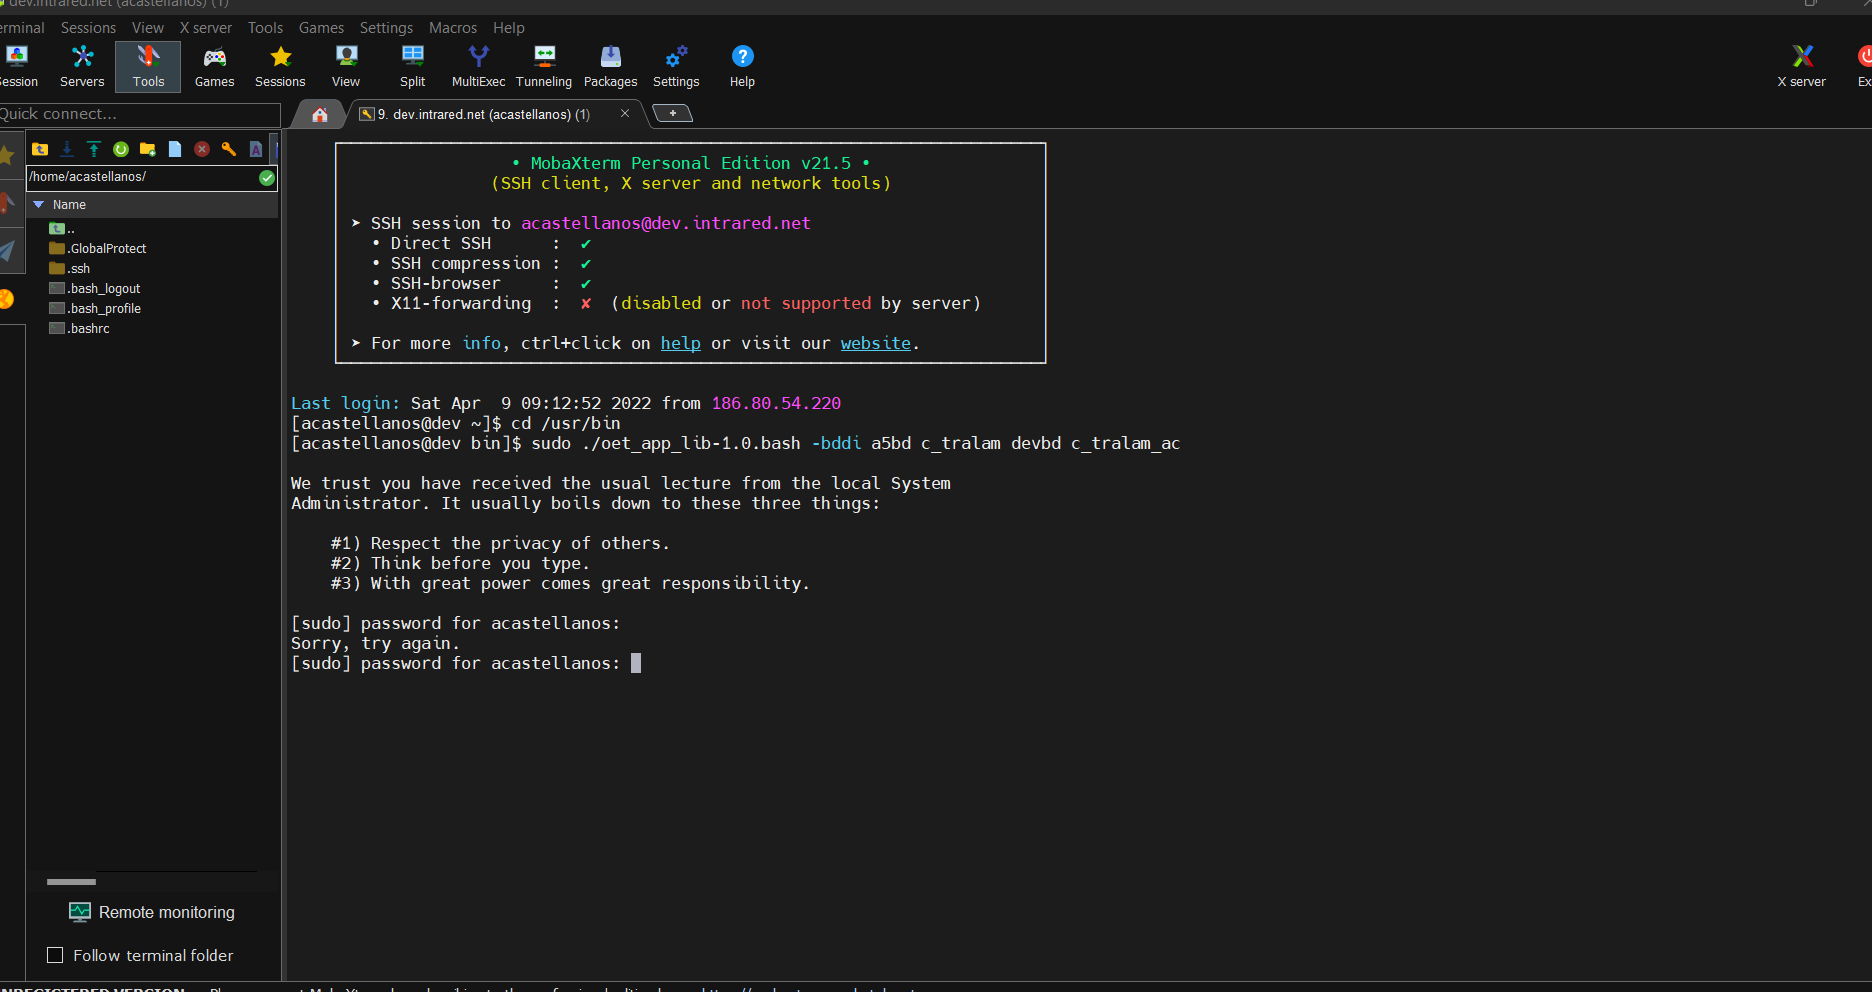 dev.intrared.net (acastellanos) (1)
erminal Sessions View X server Tools Games Settings Macros Help
ession Servers Tools Games Sessions View Split MultiExec Tunneling Packages Settings Help X server Ex
Quick connect...
9. dev.intrared.net (acastellanos) (1)
/home/acastellanos/
Name
..
.GlobalProtect
.ssh
.bash_logout
.bash_profile
.bashrc
• MobaXterm Personal Edition v21.5 •
(SSH client, X server and network tools)
➤ SSH session to acastellanos@dev.intrared.net
• Direct SSH : ✔
• SSH compression : ✔
• SSH-browser : ✔
• X11-forwarding : ✘ (disabled or not supported by server)
➤ For more info, ctrl+click on help or visit our website.
Last login: Sat Apr  9 09:12:52 2022 from 186.80.54.220
[acastellanos@dev ~]$ cd /usr/bin
[acastellanos@dev bin]$ sudo ./oet_app_lib-1.0.bash -bddi a5bd c_tralam devbd c_tralam_ac
We trust you have received the usual lecture from the local System
Administrator. It usually boils down to these three things:
#1) Respect the privacy of others.
#2) Think before you type.
#3) With great power comes great responsibility.
[sudo] password for acastellanos:
Sorry, try again.
[sudo] password for acastellanos:
Remote monitoring
Follow terminal folder